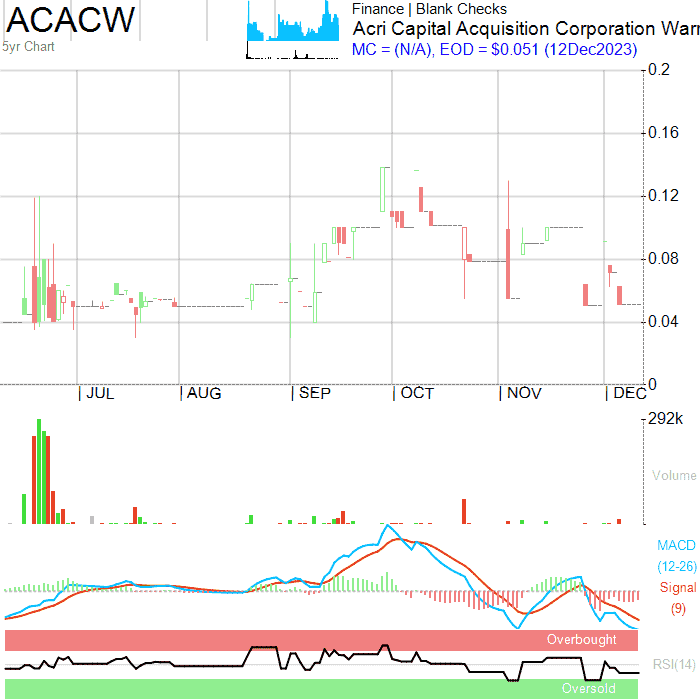 ACACW
5yr Chart
Finance | Blank Checks
Acri Capital Acquisition Corporation Warr
MC = (N/A), EOD = $0.051 (12Dec2023)
0.2
0.16
0.12
0.08
0.04
0
| JUL | AUG | SEP | OCT | NOV | DEC
292k
Volume
MACD
(12-26)
Signal
(9)
Overbought
RSI(14)
Oversold